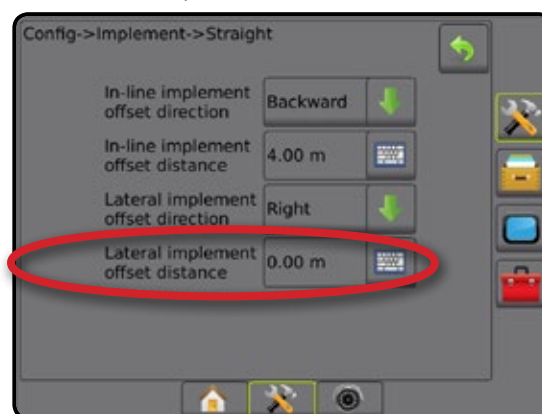 Config->Implement->Straight
In-line implement
offset direction
Backward
In-line implement
offset distance
4.00 m
Lateral implement
offset direction
Right
Lateral implement
offset distance
0.00 m